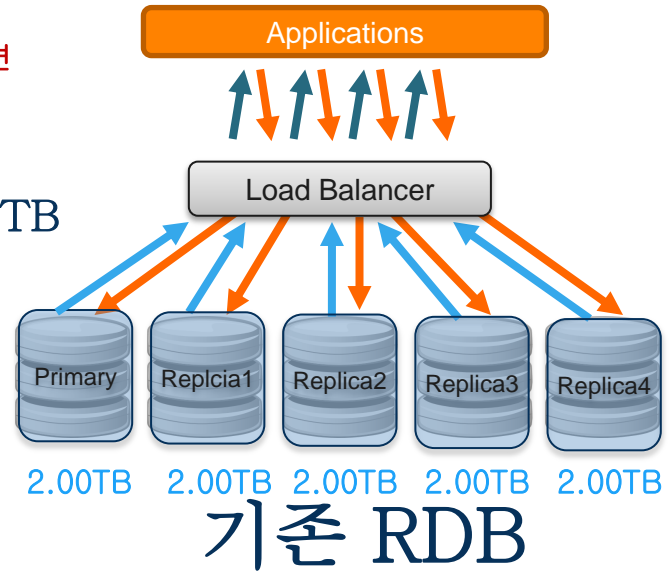 Applications
면
Load Balancer
TB
Primary
Replcia1
Replica2
Replica3
Replica4
2.00TB
2.00TB
2.00TB
2.00TB
2.00TB
기존 RDB